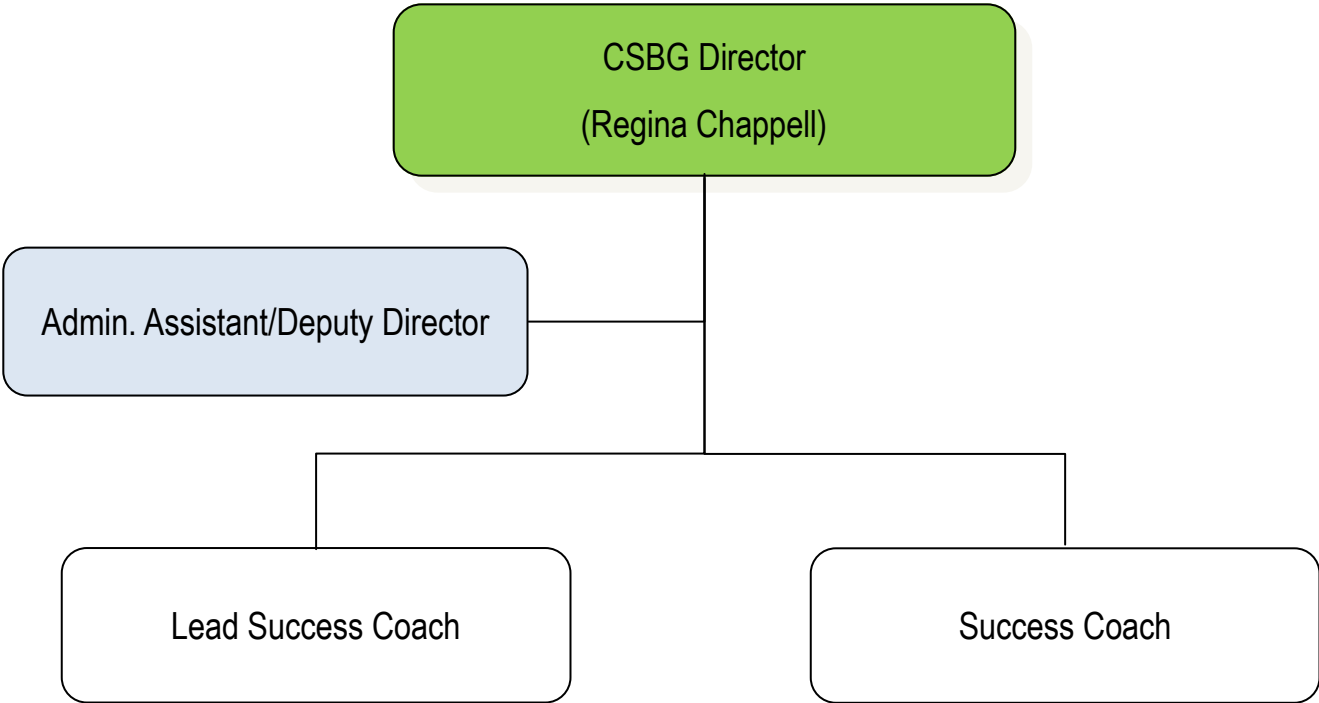 CSBG Director
(Regina Chappell)
Admin. Assistant/Deputy Director
Lead Success Coach
Success Coach